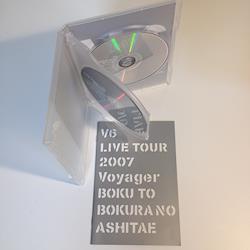 V6
LIVE TOUR
2007
Voyager
BOKU TO
BOKURA NO
ASHITAE